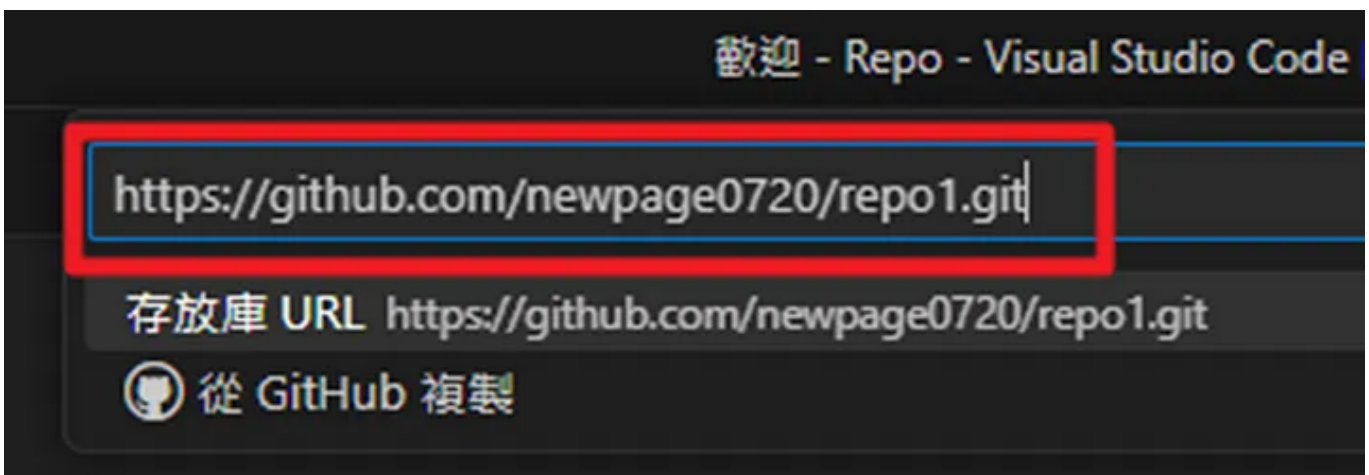 歡迎 - Repo - Visual Studio Code
https://github.com/newpage0720/repo1.git
存放庫 URL https://github.com/newpage0720/repo1.git
從 GitHub 複製